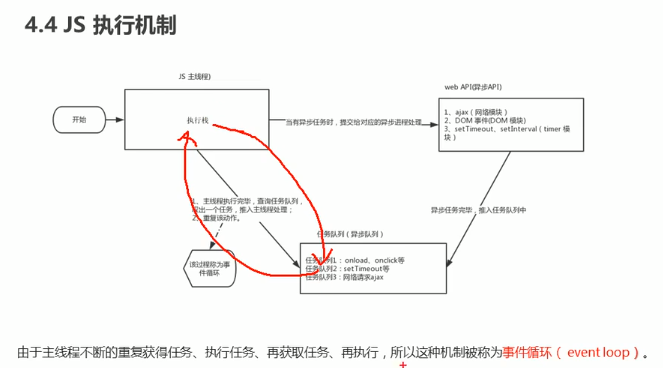 4.4 JS 执行机制
JS 主线程)
web API(异步API)
开始
执行栈
当有异步任务时，提交给对应的异步进程处理
1、ajax（网络模块）
2、DOM 事件(DOM 模块)
3、setTimeout、setInterval（timer 模
块）
1、主线程执行完毕，查询任务队列，
取出一个任务，推入主线程处理；
2、重复该动作。
异步任务完毕，推入任务队列中
任务队列（异步队列）
该过程称为事
件循环
任务队列1：onload、onclick等
任务队列2：setTimeout等
任务队列3：网络请求ajax
由于主线程不断的重复获得任务、执行任务、再获取任务、再执行，所以这种机制被称为事件循环（ event loop）。